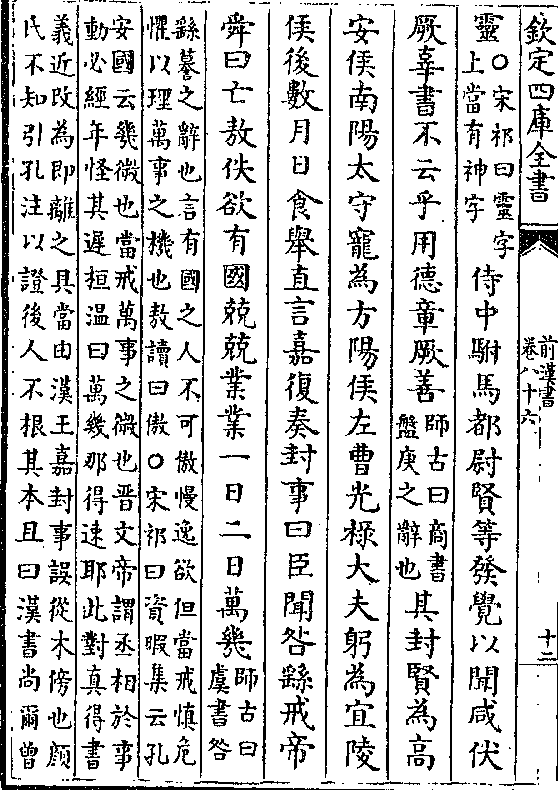 欽定四庫全書
前漢書
卷八十六
十二
靈○宋祁曰靈字
上當有神字
侍中駙馬都尉賢等發覺以聞咸伏
厥辜書不云乎用德章厥善師古曰商書
盤庚之辭也
其封賢為高
安侯南陽太守寵為方陽侯左曹光祿大夫躬為宜陵
侯後數月日食舉直言嘉復奏封事曰臣聞咎繇戒帝
舜曰亡敖佚欲有國兢兢業業一日二日萬幾師古曰
虞書咎
繇謩之辭也言有國之人不可傲慢逸欲但當戒慎危
懼以理萬事之機也敖讀曰傲○宋祁曰資暇集云孔
安國云幾微也當戒萬事之微也晉文帝謂丞相於事
動必經年怪其遲桓温曰萬幾那得速耶此對真得書
義近改為即離之具當由漢王嘉封事誤從木傍也顔
氏不知引孔注以證後人不根其本且曰漢書尚爾曾